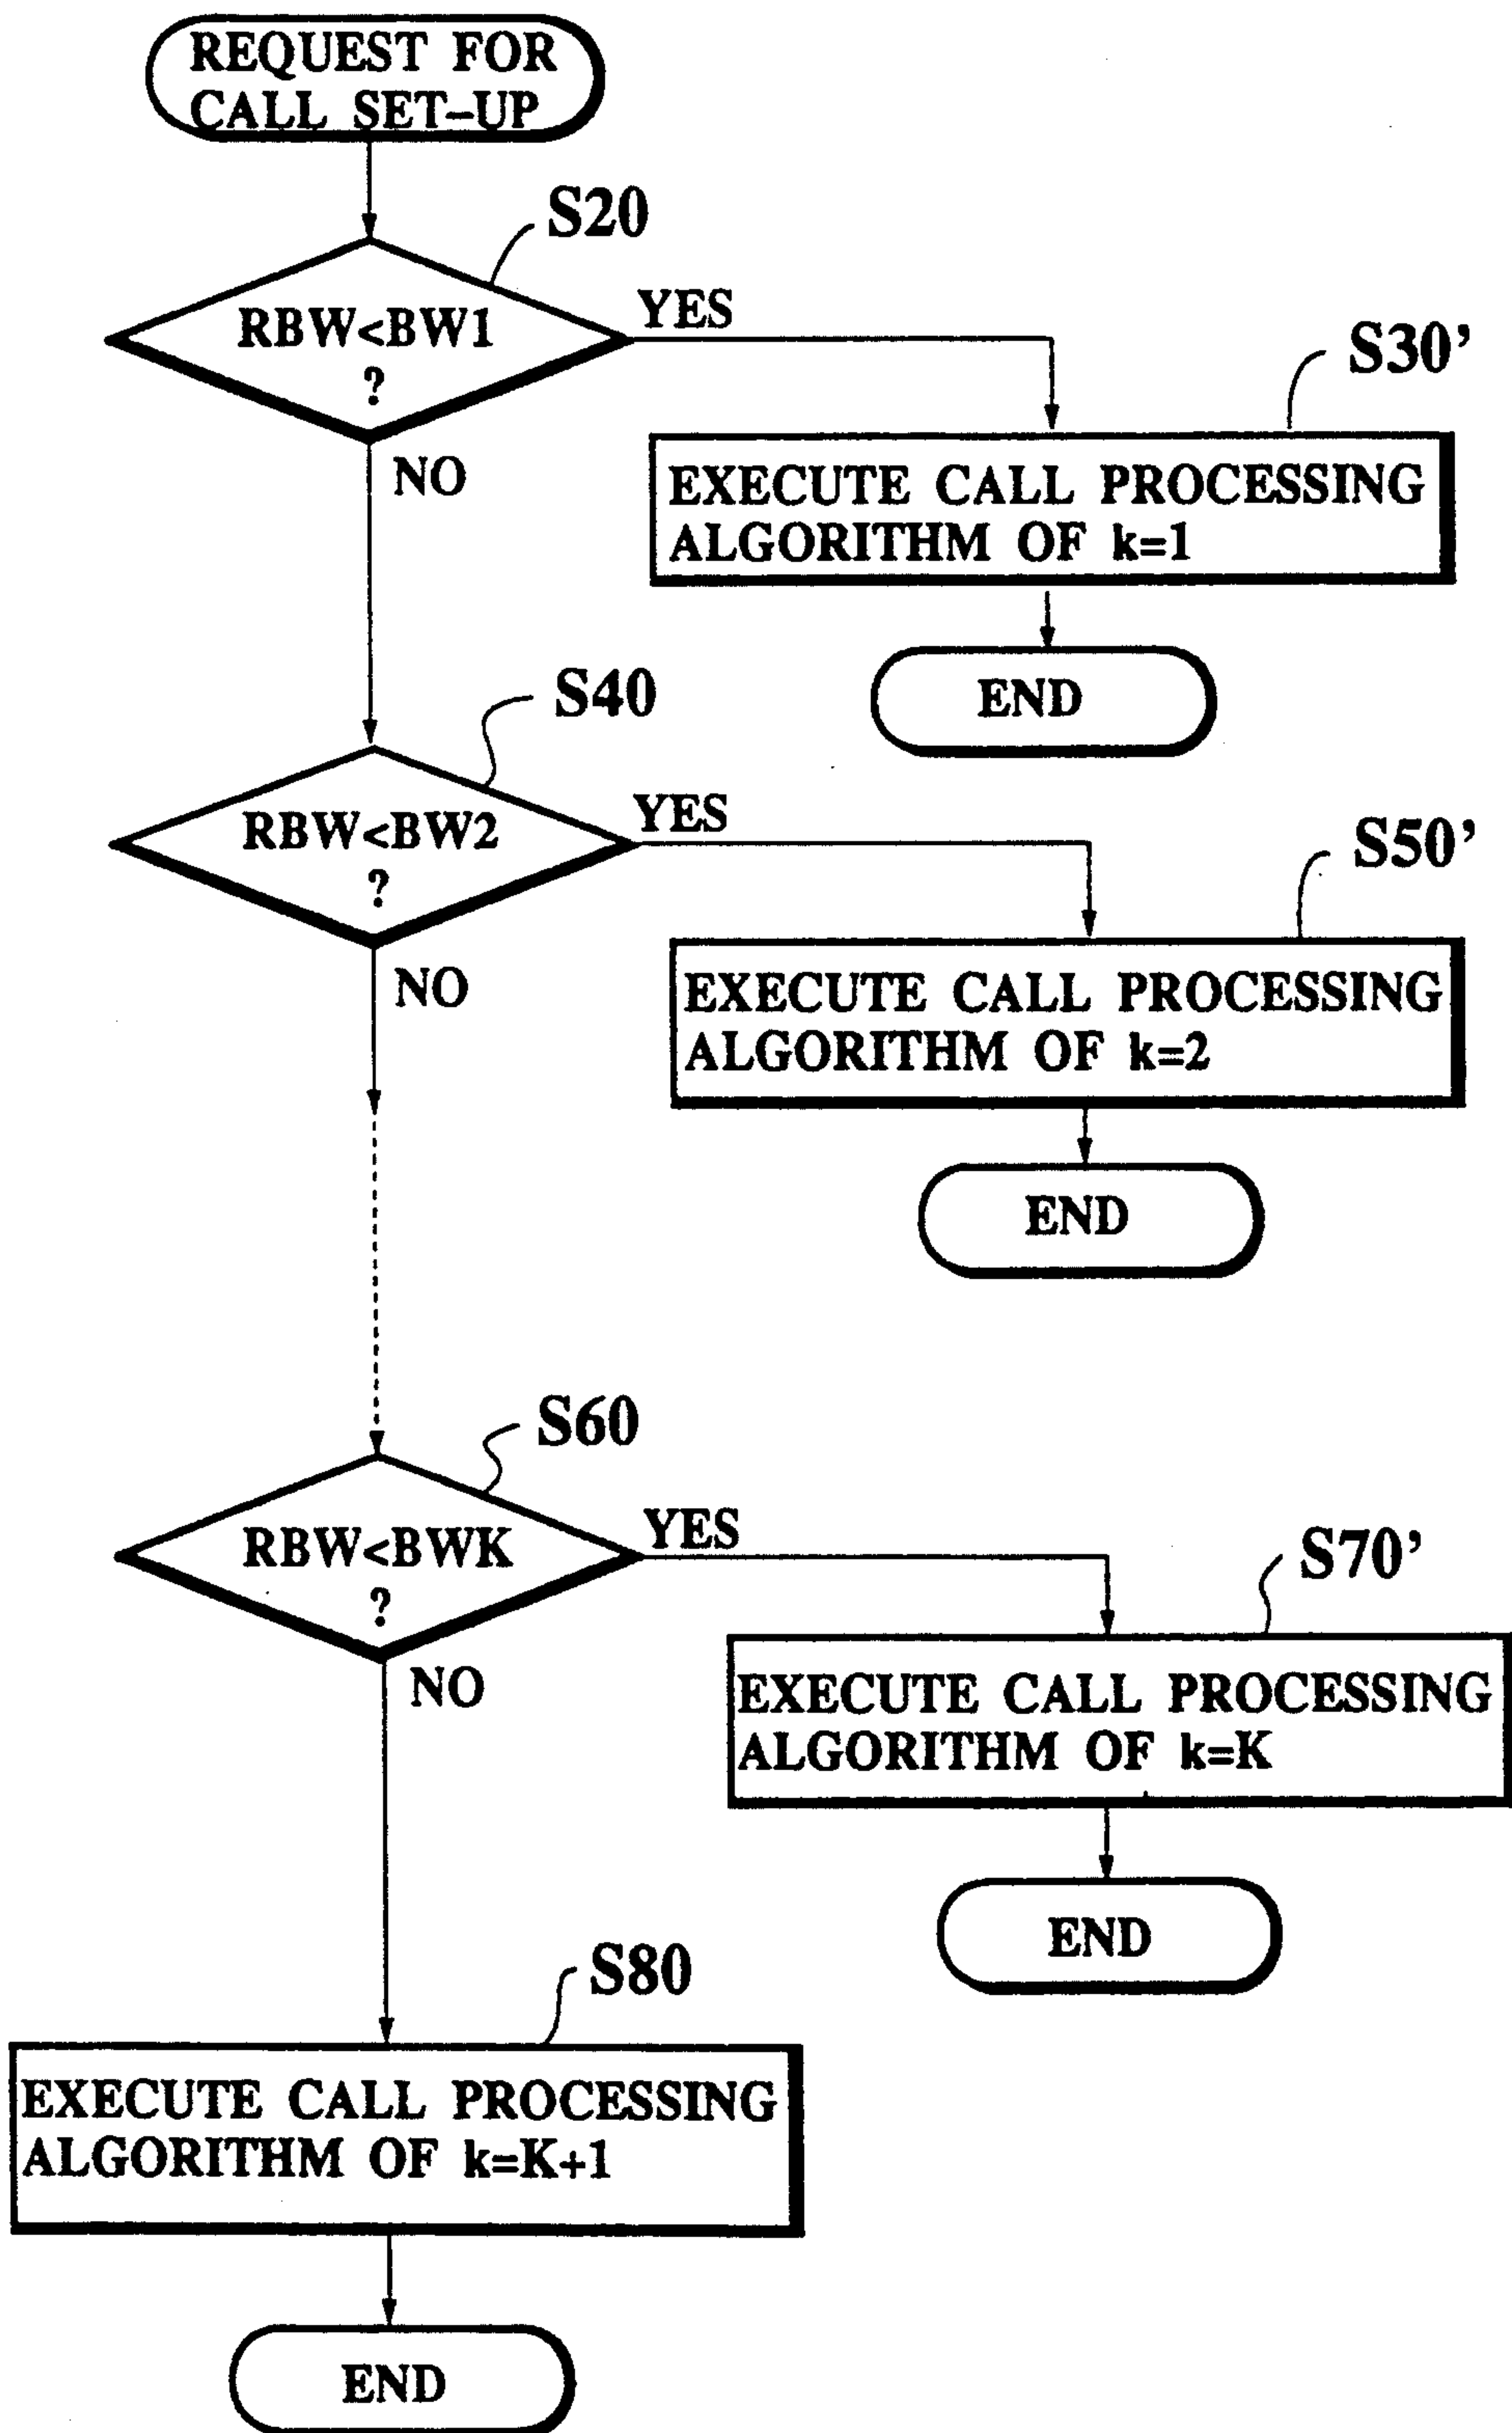 REQUEST FOR
CALL SET-UP
S20
RBW<BW1
?
YES
S30'
NO
EXECUTE CALL PROCESSING
ALGORITHM OF k=1
END
S40
RBW<BW2
?
YES
S50'
NO
EXECUTE CALL PROCESSING
ALGORITHM OF k=2
END
S60
RBW<BWK
?
YES
S70'
NO
EXECUTE CALL PROCESSING
ALGORITHM OF k=K
END
S80
EXECUTE CALL PROCESSING
ALGORITHM OF k=K+1
END